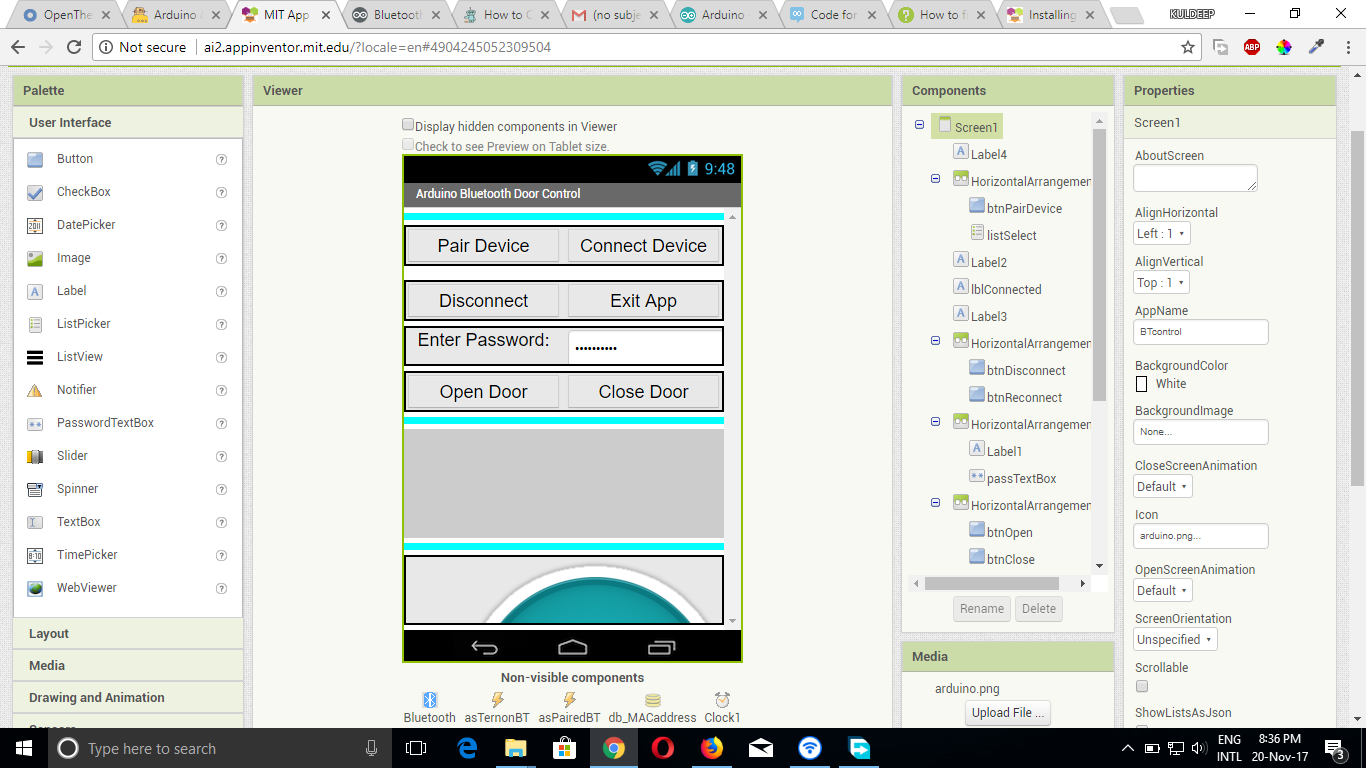 OpenThe
Arduino
MIT App
Bluetoot
How to C
(no subje
Arduino
Code for
How to f
Installing
KULDEEP
Not secure | ai2.appinventor.mit.edu/?locale=en#4904245052309504
ABP
Palette
User Interface
Button
CheckBox
DatePicker
Image
Label
ListPicker
ListView
Notifier
PasswordTextBox
Slider
Spinner
TextBox
TimePicker
WebViewer
Layout
Media
Drawing and Animation
Sensors
Viewer
Display hidden components in Viewer
Check to see Preview on Tablet size.
9:48
Arduino Bluetooth Door Control
Pair Device Connect Device
Disconnect Exit App
Enter Password: ••••••••••
Open Door Close Door
Non-visible components
Bluetooth asTernonBT asPairedBT db_MACaddress Clock1
Components
Screen1
Label4
HorizontalArrangemen
btnPairDevice
listSelect
Label2
lblConnected
Label3
HorizontalArrangemen
btnDisconnect
btnReconnect
HorizontalArrangemen
Label1
passTextBox
HorizontalArrangemen
btnOpen
btnClose
Rename Delete
Media
arduino.png
Upload File ...
Properties
Screen1
AboutScreen
AlignHorizontal
Left : 1
AlignVertical
Top : 1
AppName
BTcontrol
BackgroundColor
White
BackgroundImage
None...
CloseScreenAnimation
Default
Icon
arduino.png...
OpenScreenAnimation
Default
ScreenOrientation
Unspecified
Scrollable
ShowListsAsJson
Type here to search
ENG
INTL
8:36 PM
20-Nov-17
3